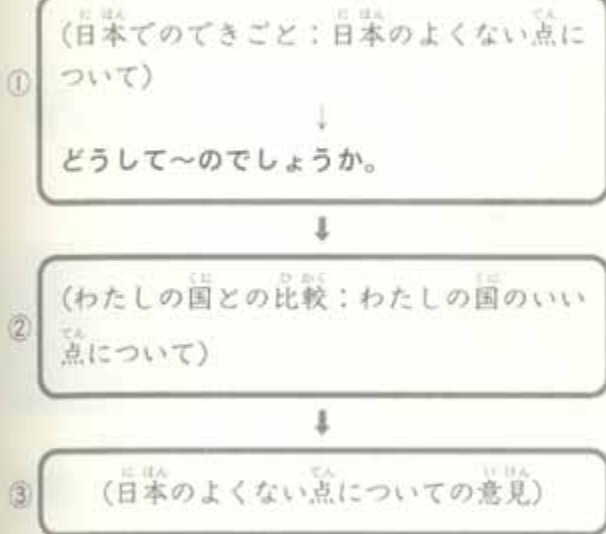 ①
(日本でのできごと：日本のよくない点に
ついて)
↓
どうして～のでしょうか。
⬇
②
(わたしの国との比較：わたしの国のいい
点について)
⬇
③
(日本のよくない点についての意見)